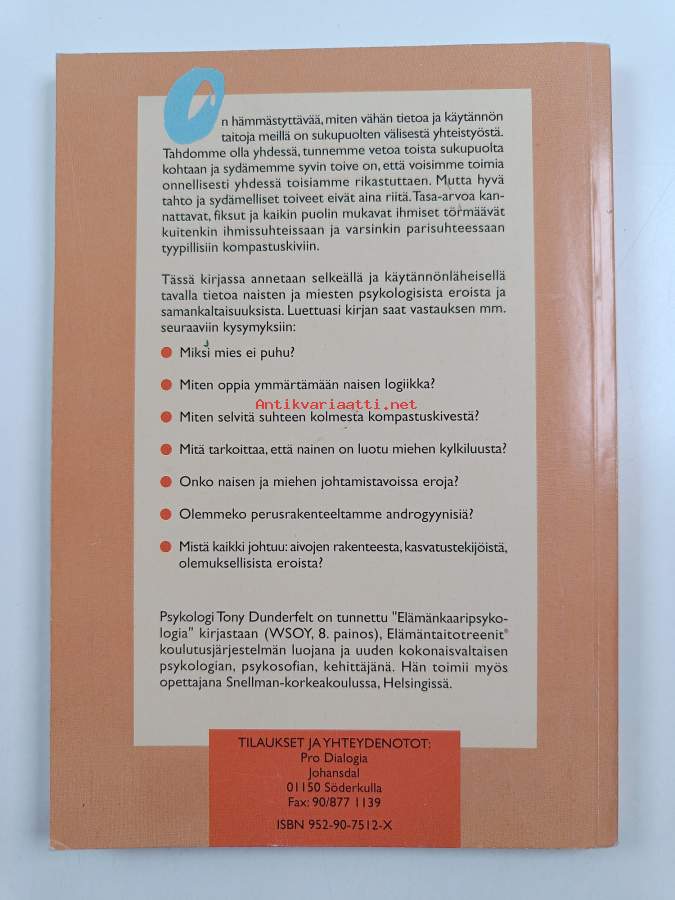 On hämmästyttävää, miten vähän tietoa ja käytännön
taitoja meillä on sukupuolten välisestä yhteistyöstä.
Tahdomme olla yhdessä, tunnemme vetoa toista sukupuolta
kohtaan ja sydämemme syvin toive on, että voisimme toimia
onnellisesti yhdessä toisiamme rikastuttaen. Mutta hyvä
tahto ja sydämelliset toiveet eivät aina riitä. Tasa-arvoa kan-
nattavat, fiksut ja kaikin puolin mukavat ihmiset törmäävät
kuitenkin ihmissuhteissaan ja varsinkin parisuhteessaan
tyypillisiin kompastuskiviin.
Tässä kirjassa annetaan selkeällä ja käytännönläheisellä
tavalla tietoa naisten ja miesten psykologisista eroista ja
samankaltaisuuksista. Luettuasi kirjan saat vastauksen mm.
seuraaviin kysymyksiin:
● Miksi mies ei puhu?
● Miten oppia ymmärtämään naisen logiikka?
Antikvariaatti.net
● Miten selvitä suhteen kolmesta kompastuskivestä?
● Mitä tarkoittaa, että nainen on luotu miehen kylkiluusta?
● Onko naisen ja miehen johtamistavoissa eroja?
● Olemmeko perusrakenteeltamme androgyynisiä?
● Mistä kaikki johtuu: aivojen rakenteesta, kasvatustekijöistä,
olemuksellisista eroista?
Psykologi Tony Dunderfelt on tunnettu "Elämänkaaripsyko-
logia" kirjastaan (WSOY, 8. painos), Elämäntaitotreenit®
koulutusjärjestelmän luojana ja uuden kokonaisvaltaisen
psykologian, psykosofian, kehittäjänä. Hän toimii myös
opettajana Snellman-korkeakoulussa, Helsingissä.
TILAUKSET JA YHTEYDENOTOT:
Pro Dialogia
Johansdal
01150 Söderkulla
Fax: 90/877 1139
ISBN 952-90-7512-X